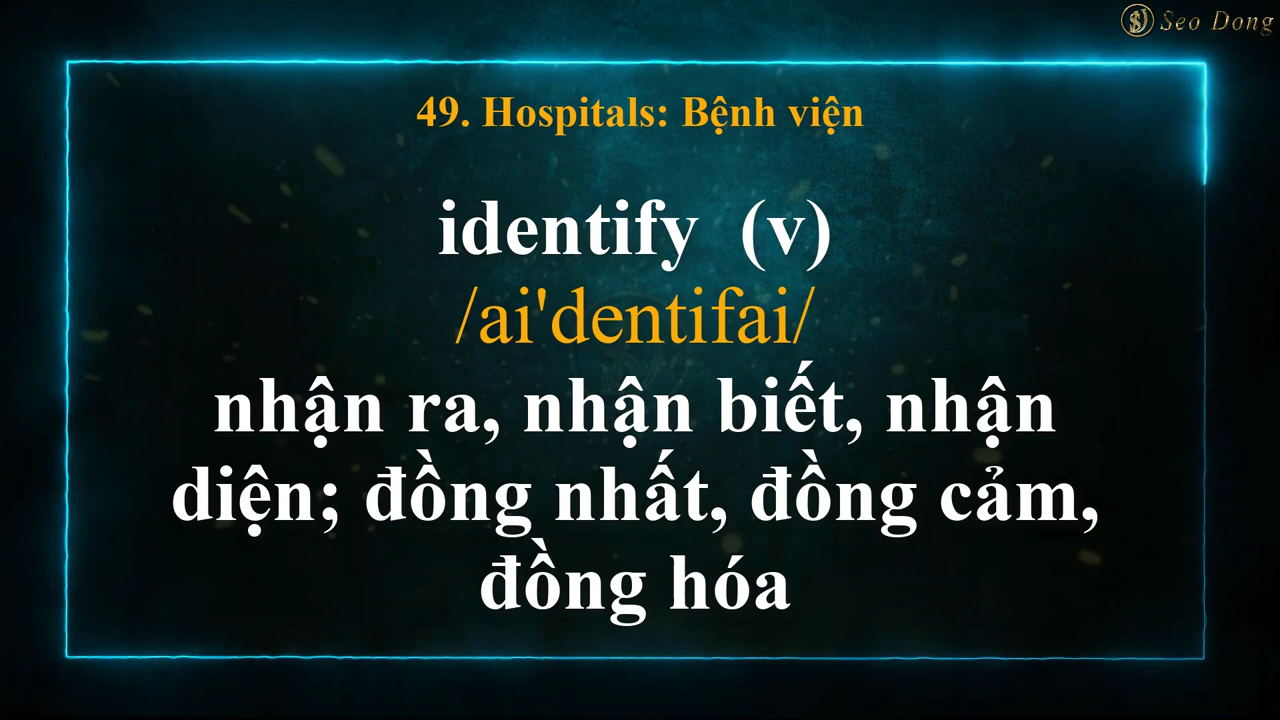 Seo Dong
49. Hospitals: Bệnh viện
identify (v)
/ai'dentifai/
nhận ra, nhận biết, nhận
diện; đồng nhất, đồng cảm,
đồng hóa